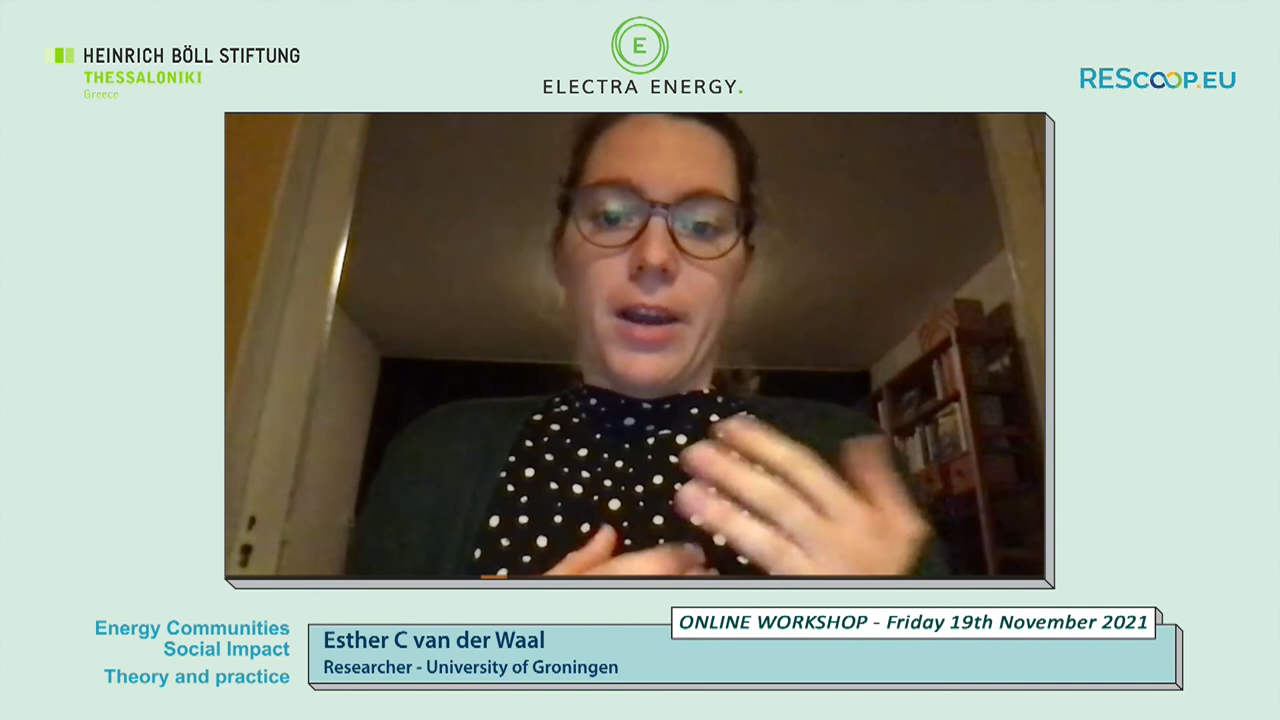 HEINRICH BÖLL STIFTUNG
THESSALONIKI
Greece
E
ELECTRA ENERGY.
REScoop.EU
Energy Communities
Social Impact
Theory and practice
ONLINE WORKSHOP - Friday 19th November 2021
Esther C van der Waal
Researcher - University of Groningen